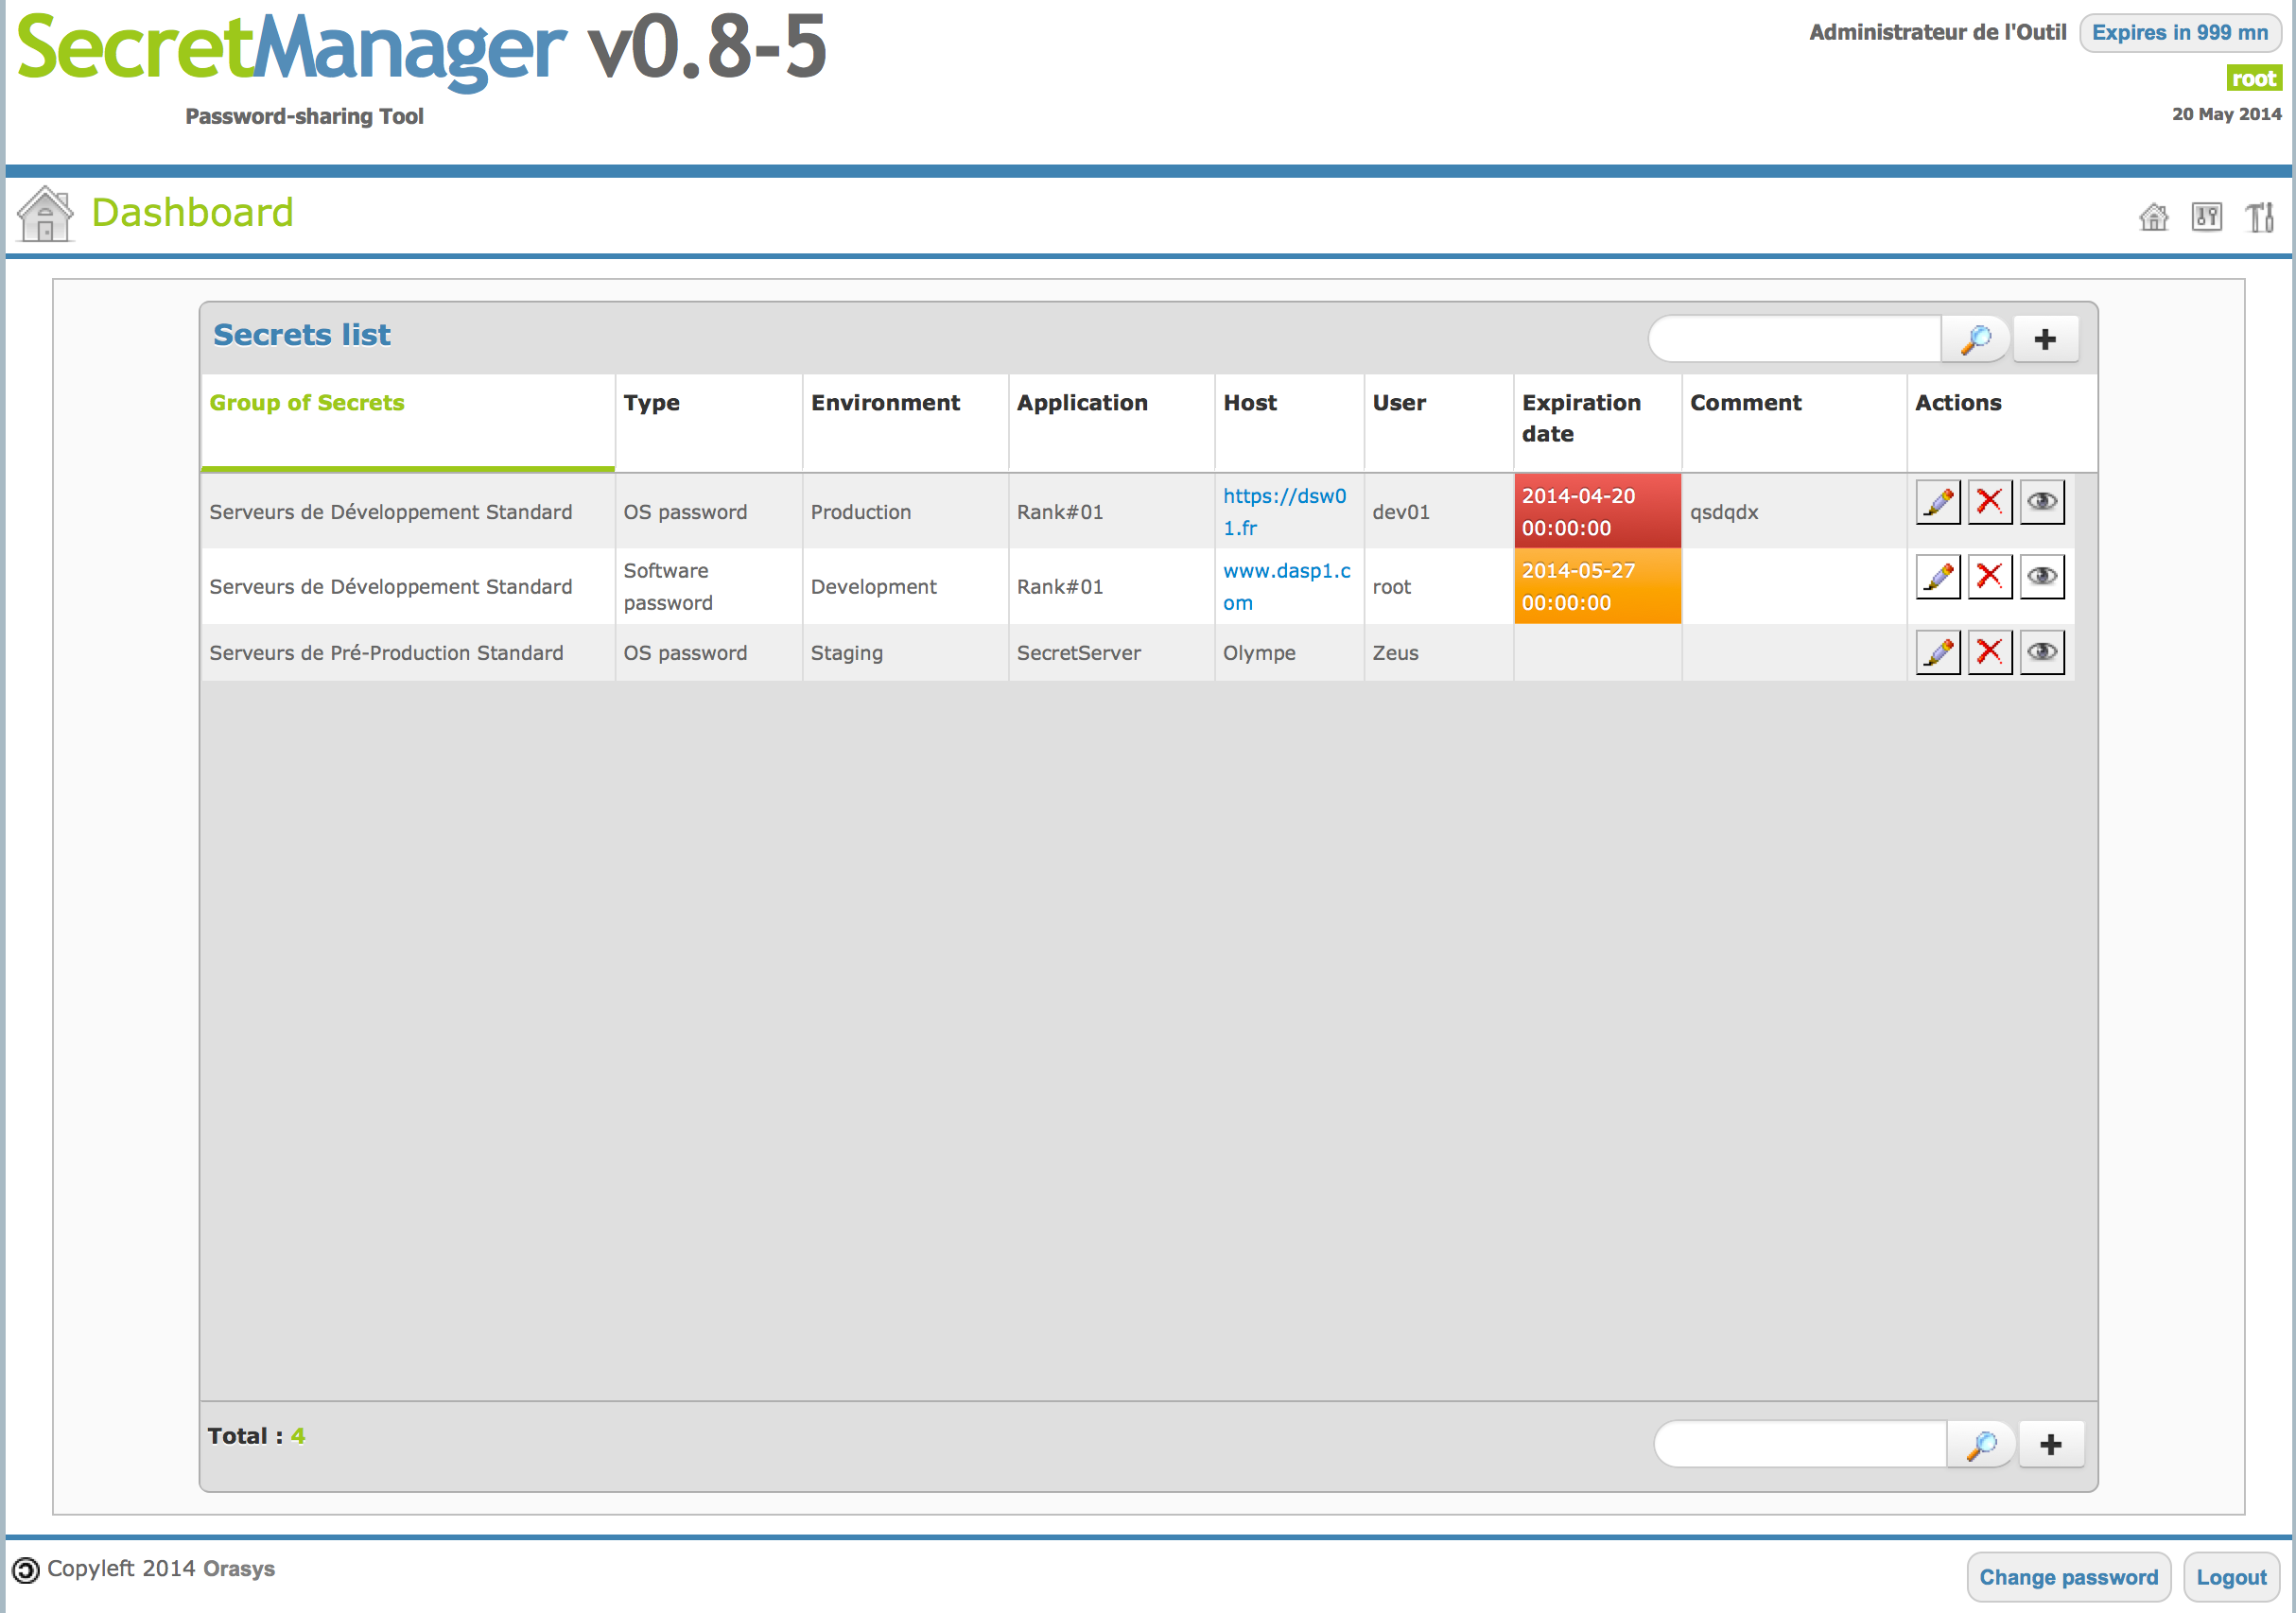 SecretManager v0.8-5
Password-sharing Tool
Administrateur de l'Outil Expires in 999 mn
root
20 May 2014
Dashboard
Secrets list
Group of Secrets Type Environment Application Host User Expiration date Comment Actions
Serveurs de Développement Standard OS password Production Rank#01 https://dsw01.fr dev01 2014-04-20 00:00:00 qsdqdx
Serveurs de Développement Standard Software password Development Rank#01 www.dasp1.com root 2014-05-27 00:00:00
Serveurs de Pré-Production Standard OS password Staging SecretServer Olympe Zeus
Total : 4
Copyleft 2014 Orasys
Change password Logout